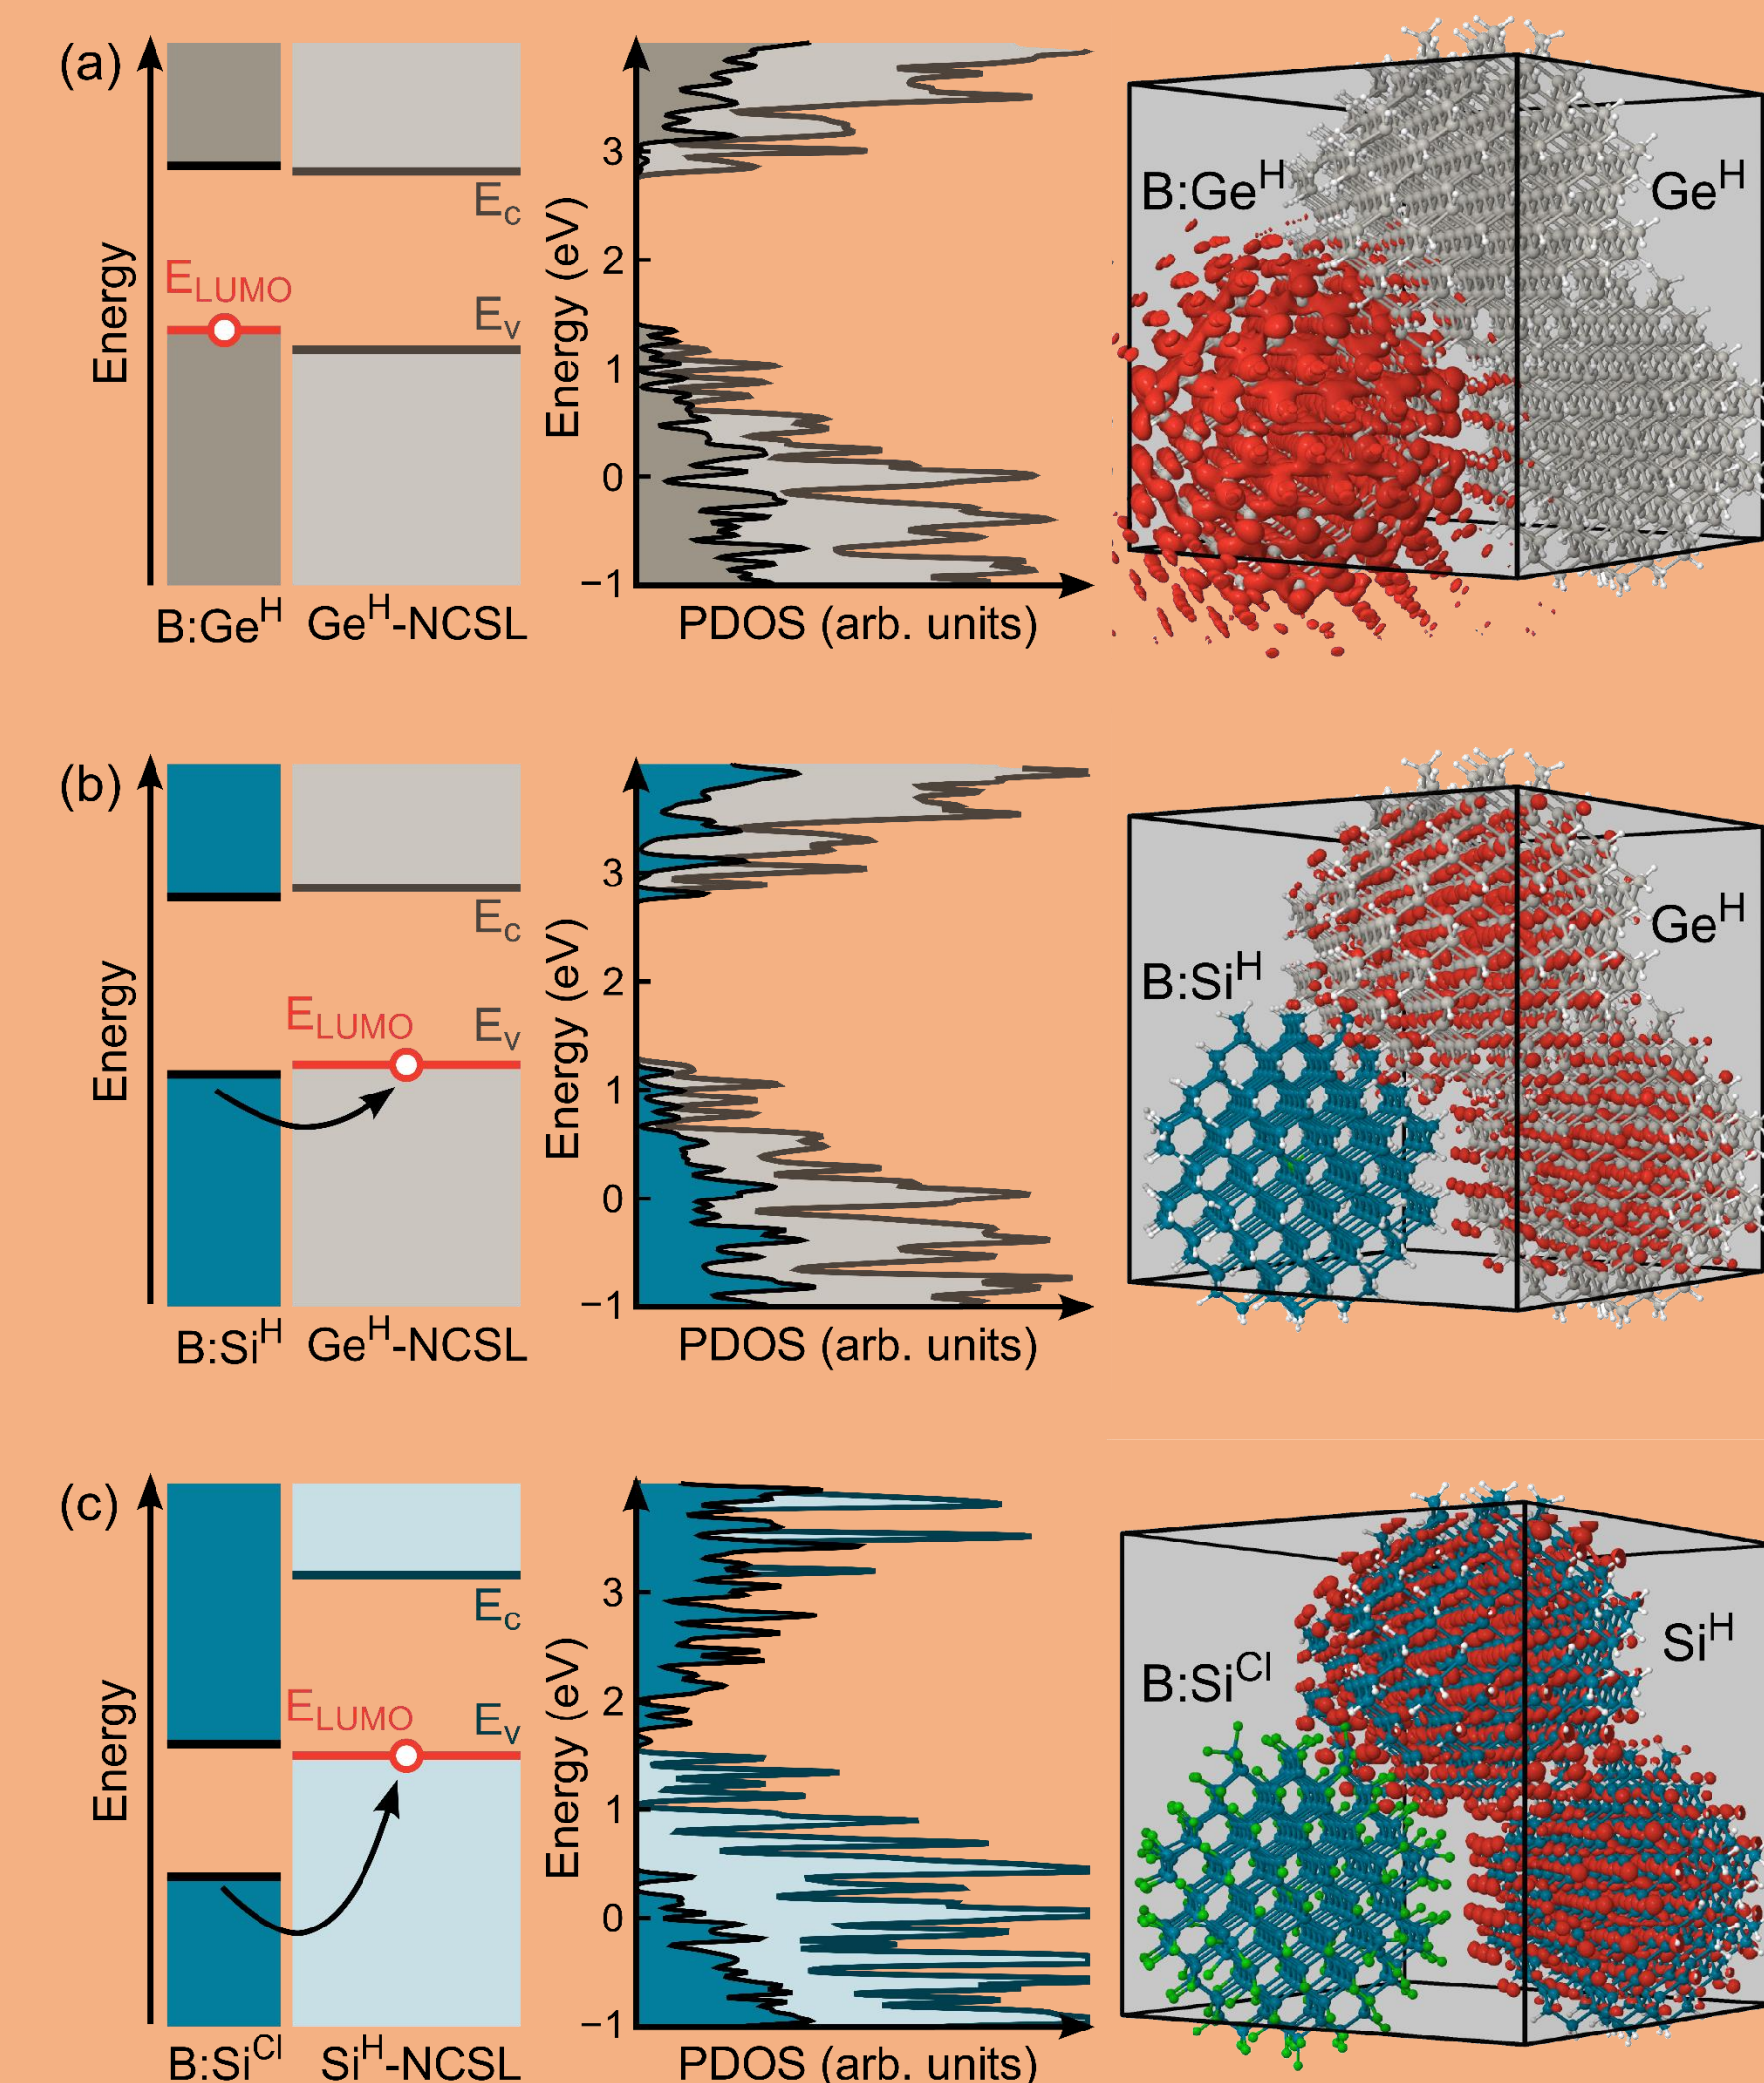 (a)
Energy
E_LUMO
E_c
E_v
B:Ge^H
Ge^H-NCSL
Energy (eV)
3
2
1
0
−1
PDOS (arb. units)
B:Ge^H
Ge^H
(b)
Energy
E_c
E_LUMO
E_v
B:Si^H
Ge^H-NCSL
Energy (eV)
3
2
1
0
−1
PDOS (arb. units)
B:Si^H
Ge^H
(c)
Energy
E_c
E_LUMO
E_v
B:Si^Cl
Si^H-NCSL
Energy (eV)
3
2
1
0
−1
PDOS (arb. units)
B:Si^Cl
Si^H